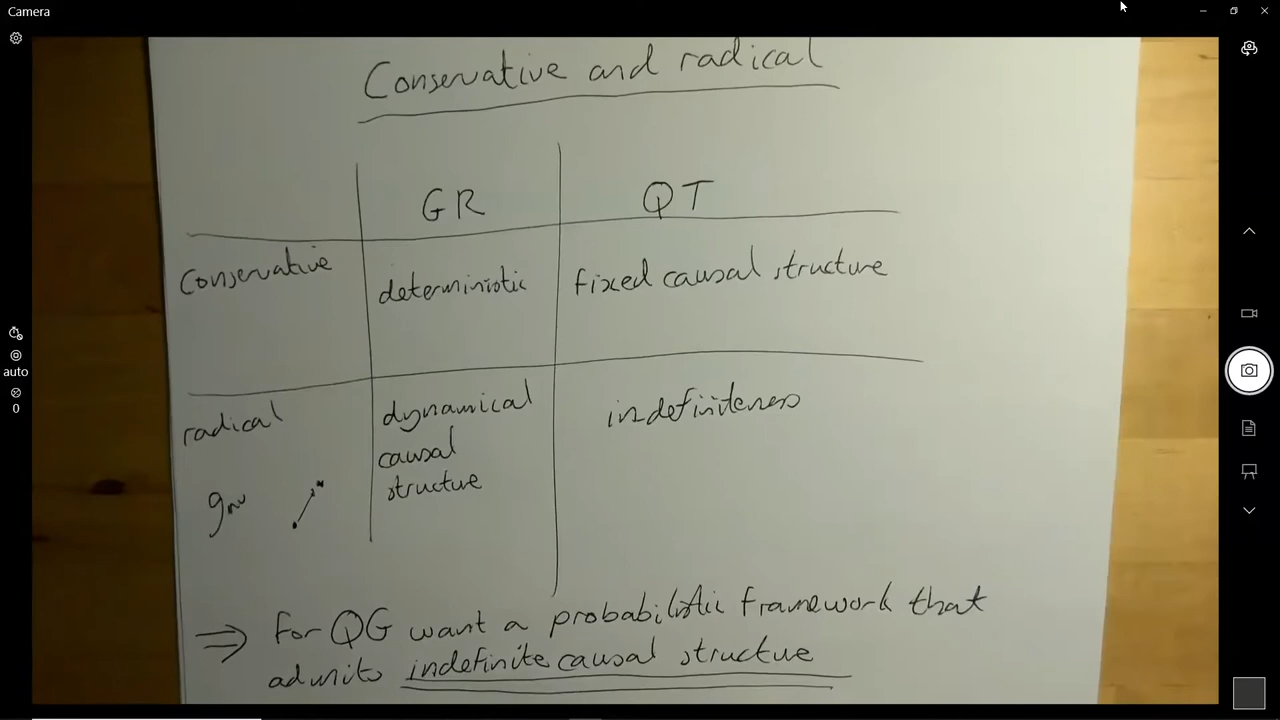 Camera
Conservative and radical
GR QT
Conservative deterministic fixed causal structure
radical dynamical indefiniteness
causal
structure
gμν
⇒ For QG want a probabilistic framework that
admits indefinite causal structure
auto
0